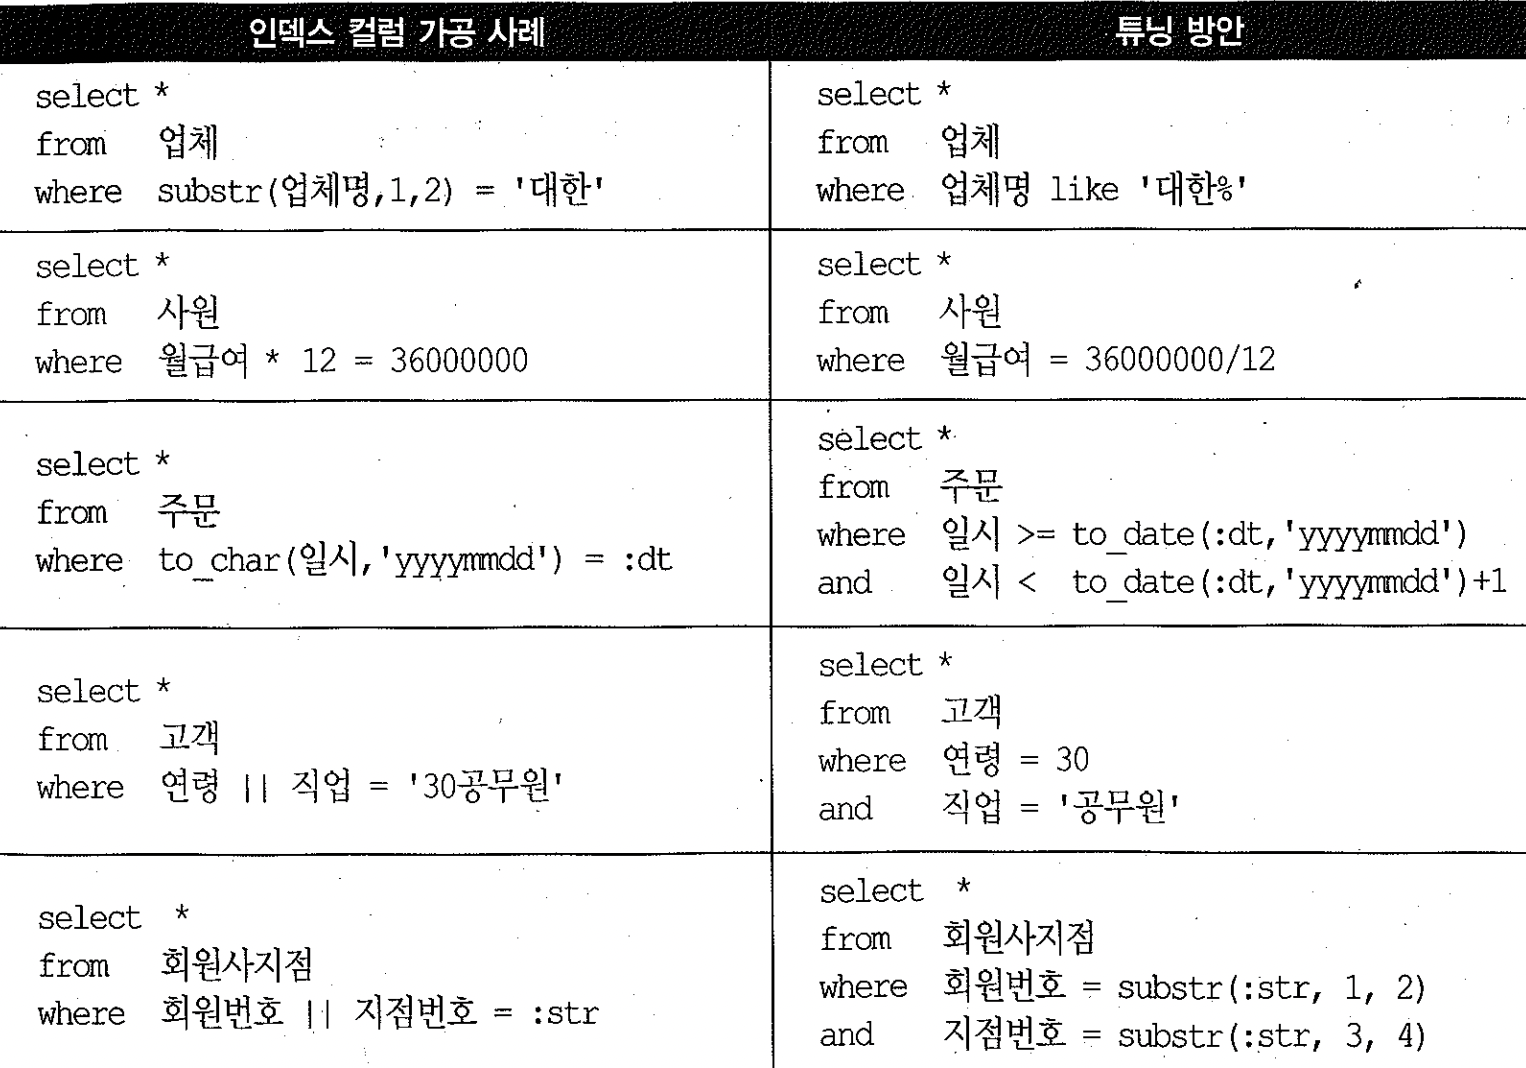 인덱스 컬럼 가공 사례
튜닝 방안
select *
from 업체
where substr(업체명,1,2) = '대한'
select *
from 업체
where 업체명 like '대한%'
select *
from 사원
where 월급여 * 12 = 36000000
select *
from 사원
where 월급여 = 36000000/12
select *
from 주문
where to_char(일시,'yyyymmdd') = :dt
select *
from 주문
where 일시 >= to_date(:dt,'yyyymmdd')
and 일시 < to_date(:dt,'yyyymmdd')+1
select *
from 고객
where 연령 || 직업 = '30공무원'
select *
from 고객
where 연령 = 30
and 직업 = '공무원'
select *
from 회원사지점
where 회원번호 || 지점번호 = :str
select *
from 회원사지점
where 회원번호 = substr(:str, 1, 2)
and 지점번호 = substr(:str, 3, 4)